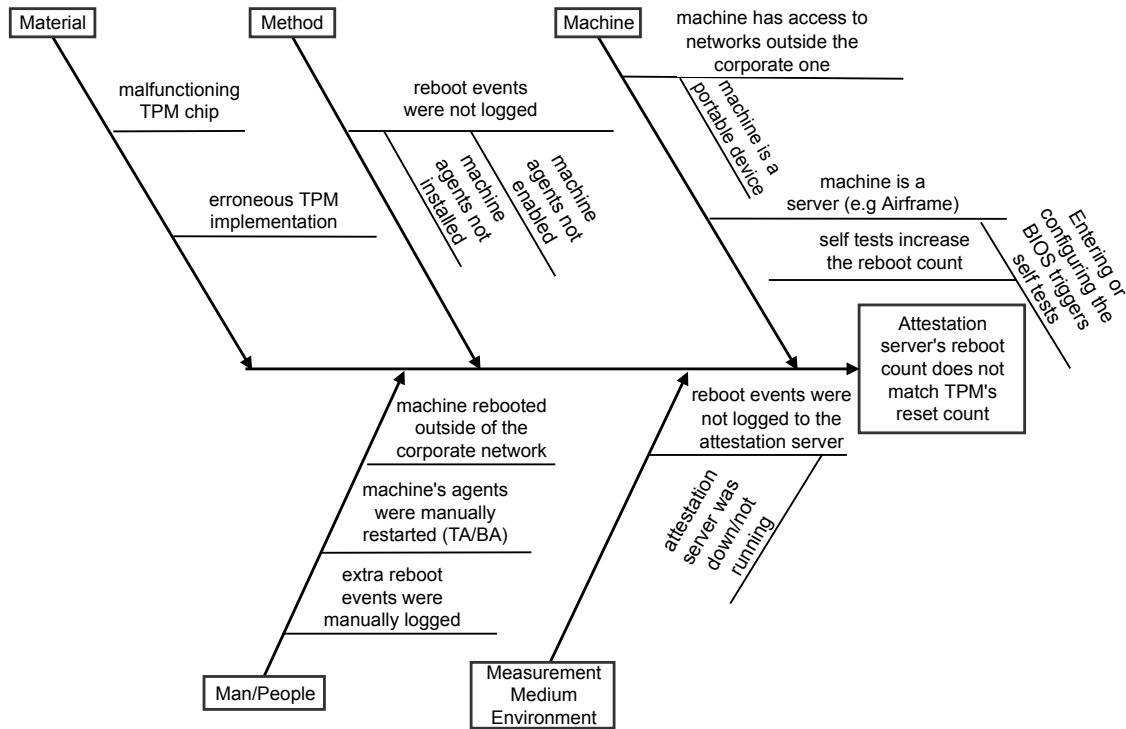 Material
Method
Machine
machine has access to
networks outside the
corporate one
malfunctioning
TPM chip
reboot events
were not logged
machine is a
portable device
machine
agents not
installed
machine
agents not
enabled
erroneous TPM
implementation
machine is a
server (e.g Airframe)
self tests increase
the reboot count
Entering or
configuring the
BIOS triggers
self tests
Attestation
server's reboot
count does not
match TPM's
reset count
machine rebooted
outside of the
corporate network
reboot events were
not logged to the
attestation server
machine's agents
were manually
restarted (TA/BA)
attestation
server was
down/not
running
extra reboot
events were
manually logged
Man/People
Measurement
Medium
Environment